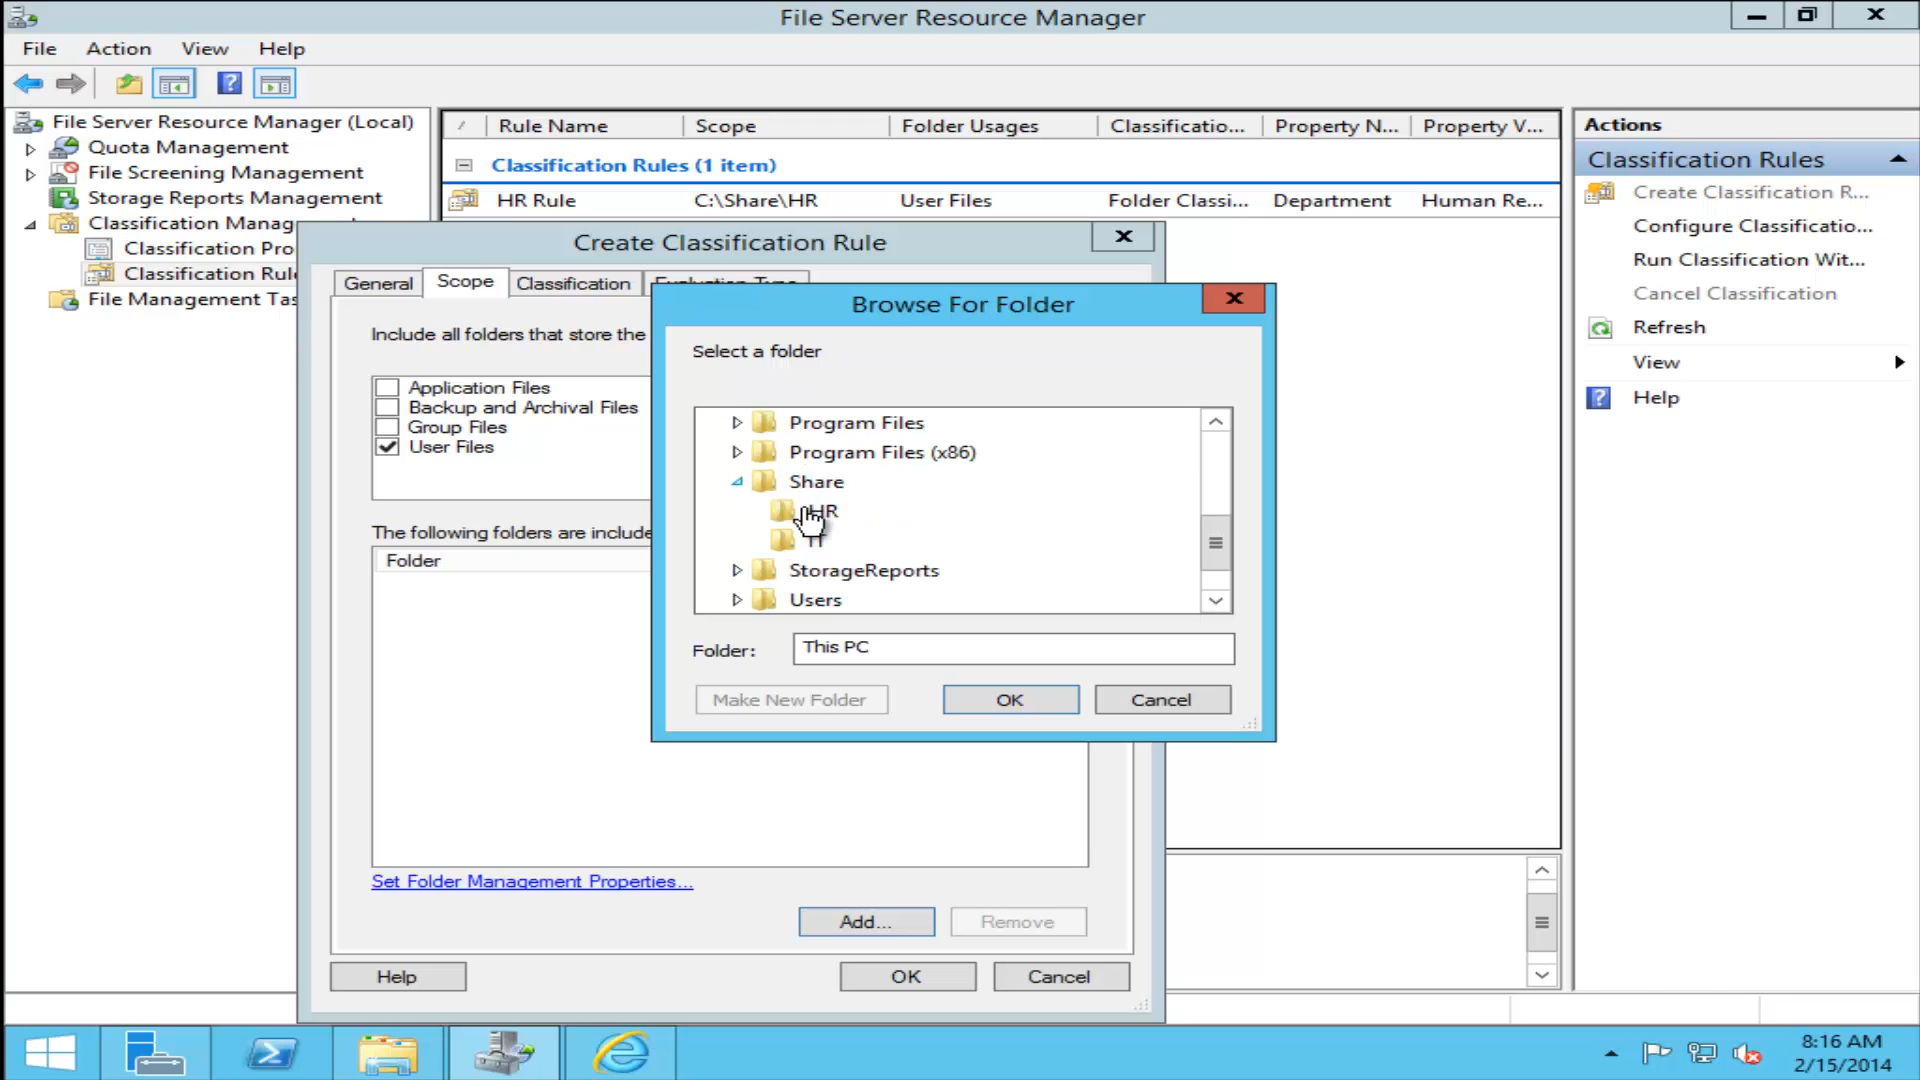 File Server Resource Manager
File Action View Help
File Server Resource Manager (Local)
Quota Management
File Screening Management
Storage Reports Management
Classification Manag
Classification Pro
Classification Rul
File Management Tas
Rule Name Scope Folder Usages Classificatio... Property N... Property V...
Classification Rules (1 item)
HR Rule C:\Share\HR User Files Folder Classi... Department Human Re...
Actions
Classification Rules
Create Classification R...
Configure Classificatio...
Run Classification Wit...
Cancel Classification
Refresh
View
Help
Create Classification Rule
General Scope Classification Evaluation Type
Include all folders that store the
Application Files
Backup and Archival Files
Group Files
User Files
The following folders are include
Folder
Set Folder Management Properties...
Add... Remove
Help OK Cancel
Browse For Folder
Select a folder
Program Files
Program Files (x86)
Share
HR
StorageReports
Users
Folder: This PC
Make New Folder OK Cancel
8:16 AM
2/15/2014